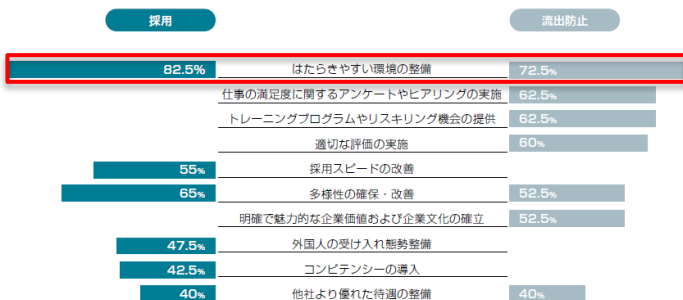 採用 流出防止
82.5% はたらきやすい環境の整備 72.5%
仕事の満足度に関するアンケートやヒアリングの実施 62.5%
トレーニングプログラムやリスキリング機会の提供 62.5%
適切な評価の実施 60%
55% 採用スピードの改善
65% 多様性の確保・改善 52.5%
明確で魅力的な企業価値および企業文化の確立 52.5%
47.5% 外国人の受け入れ態勢整備
42.5% コンピテンシーの導入
40% 他社より優れた待遇の整備 40%